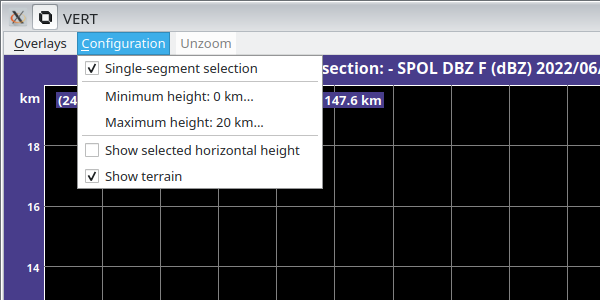 VERT
Overlays Configuration Unzoom
Single-segment selection
section: - SPOL DBZ F (dBZ) 2022/06/
km
Minimum height: 0 km...
(24
147.6 km
Maximum height: 20 km...
18
Show selected horizontal height
Show terrain
16
14